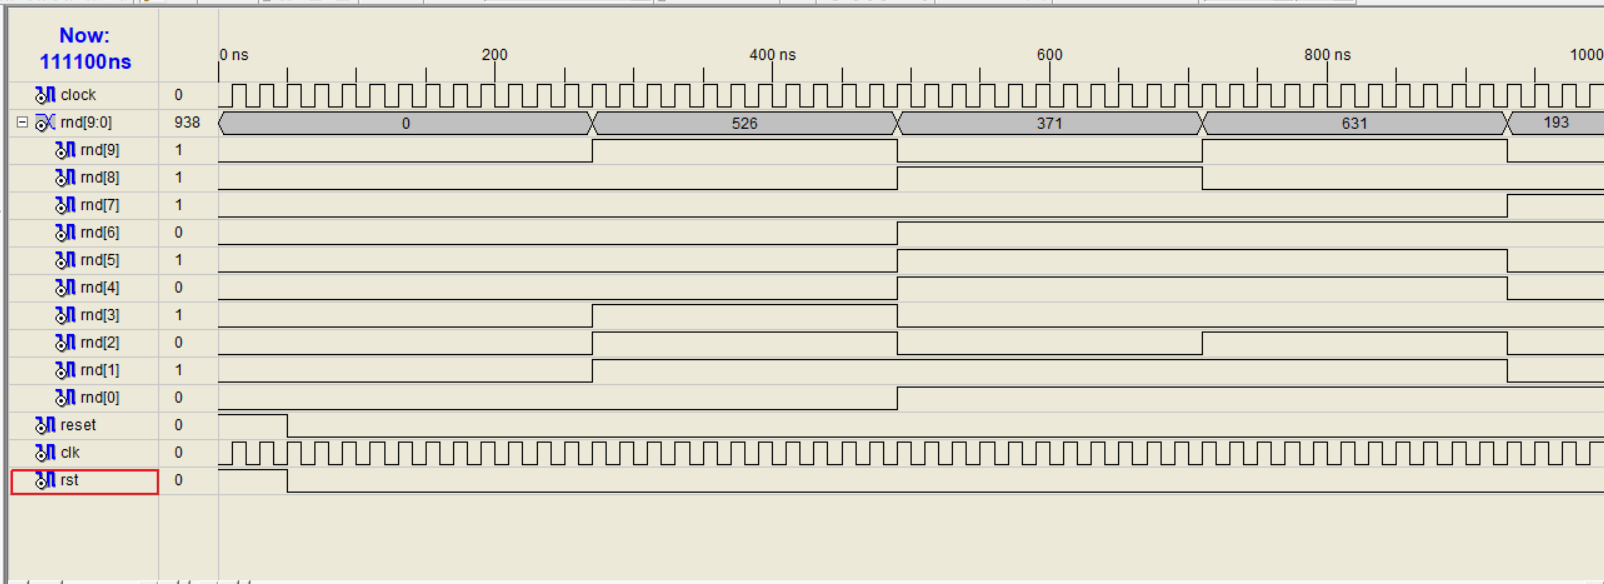 Now:
111100ns
0 ns 200 400 ns 600 800 ns 1000
clock 0
rnd[9:0] 938 0 526 371 631 193
rnd[9] 1
rnd[8] 1
rnd[7] 1
rnd[6] 0
rnd[5] 1
rnd[4] 0
rnd[3] 1
rnd[2] 0
rnd[1] 1
rnd[0] 0
reset 0
clk 0
rst 0